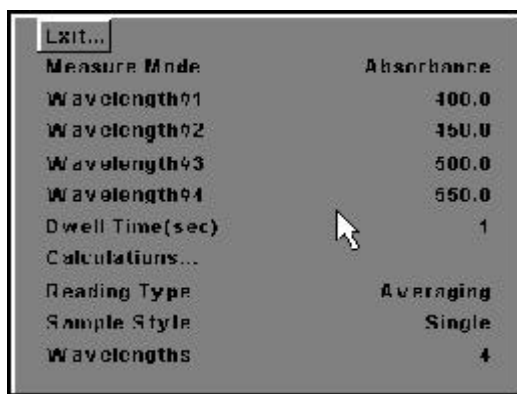 Exit...
Measure Mode Absorbance
Wavelength#1 400.0
Wavelength#2 450.0
Wavelength#3 500.0
Wavelength#4 550.0
Dwell Time(sec) 1
Calculations...
Reading Type Averaging
Sample Style Single
Wavelengths 4